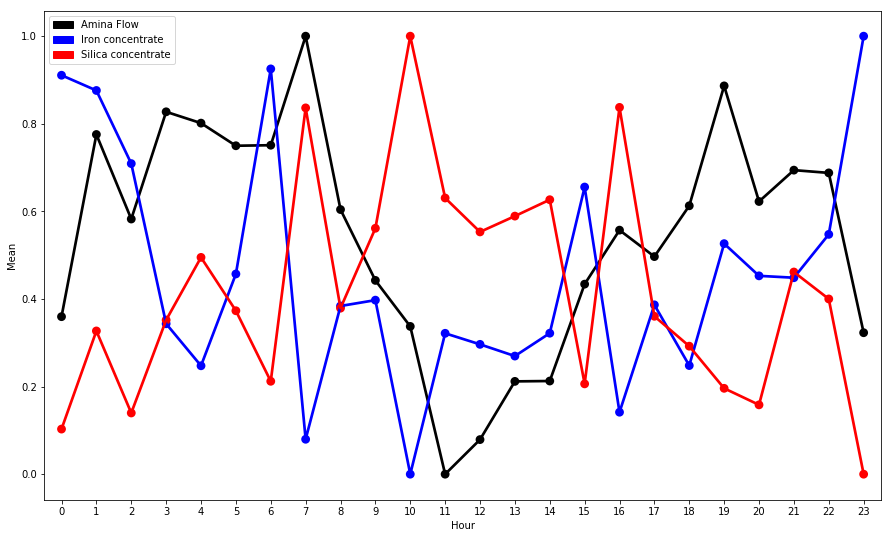 Amina Flow
Iron concentrate
Silica concentrate
1.0
0.8
0.6
0.4
0.2
0.0
Mean
0 1 2 3 4 5 6 7 8 9 10 11 12 13 14 15 16 17 18 19 20 21 22 23
Hour